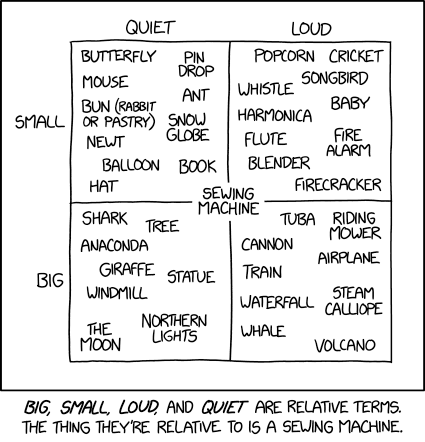 QUIET
LOUD
SMALL
BUTTERFLY
PIN
DROP
MOUSE
ANT
BUN (RABBIT
OR PASTRY)
SNOW
GLOBE
NEWT
BALLOON
BOOK
HAT
POPCORN
CRICKET
SONGBIRD
WHISTLE
BABY
HARMONICA
FLUTE
FIRE
ALARM
BLENDER
FIRECRACKER
SEWING
MACHINE
BIG
SHARK
TREE
ANACONDA
GIRAFFE
STATUE
WINDMILL
NORTHERN
LIGHTS
THE
MOON
TUBA
RIDING
MOWER
CANNON
AIRPLANE
TRAIN
STEAM
CALLIOPE
WATERFALL
WHALE
VOLCANO
BIG, SMALL, LOUD, AND QUIET ARE RELATIVE TERMS.
THE THING THEY'RE RELATIVE TO IS A SEWING MACHINE.